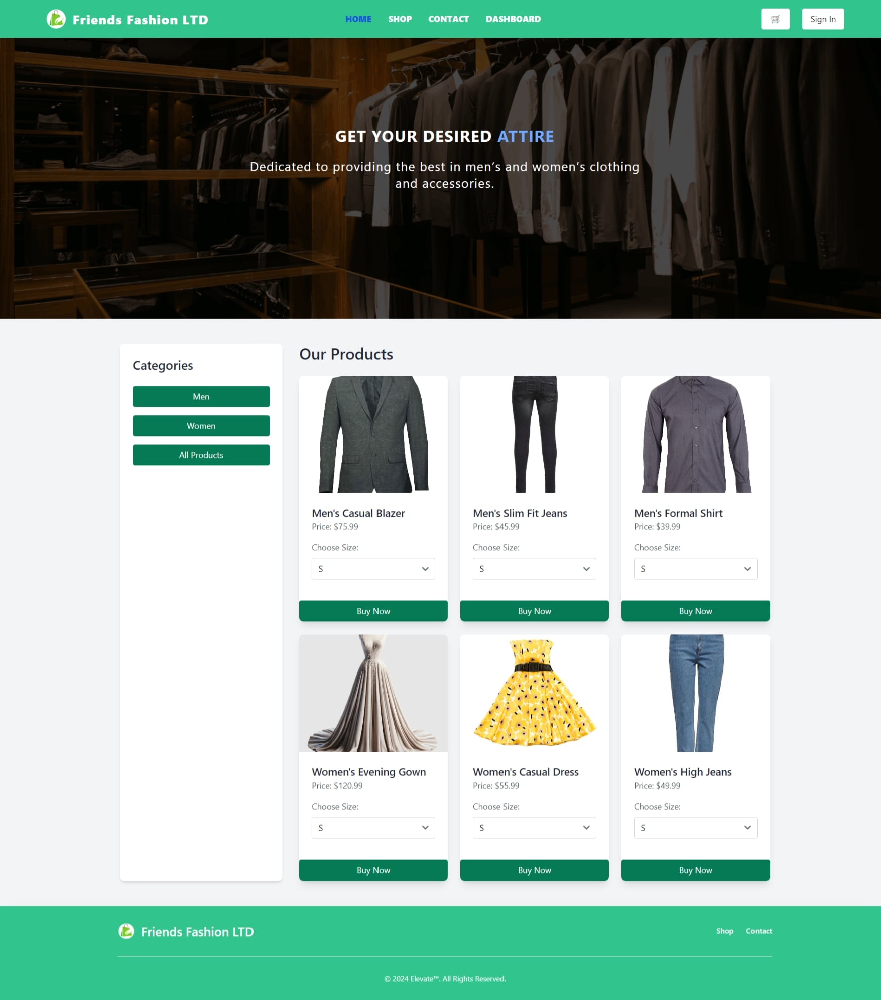 Friends Fashion LTD
HOME SHOP CONTACT DASHBOARD
Sign In
GET YOUR DESIRED ATTIRE
Dedicated to providing the best in men’s and women’s clothing
and accessories.
Categories
Men
Women
All Products
Our Products
Men's Casual Blazer
Price: $75.99
Choose Size:
S
Buy Now
Men's Slim Fit Jeans
Price: $45.99
Choose Size:
S
Buy Now
Men's Formal Shirt
Price: $39.99
Choose Size:
S
Buy Now
Women's Evening Gown
Price: $120.99
Choose Size:
S
Buy Now
Women's Casual Dress
Price: $55.99
Choose Size:
S
Buy Now
Women's High Jeans
Price: $49.99
Choose Size:
S
Buy Now
Friends Fashion LTD
Shop Contact
© 2024 Elevate™. All Rights Reserved.